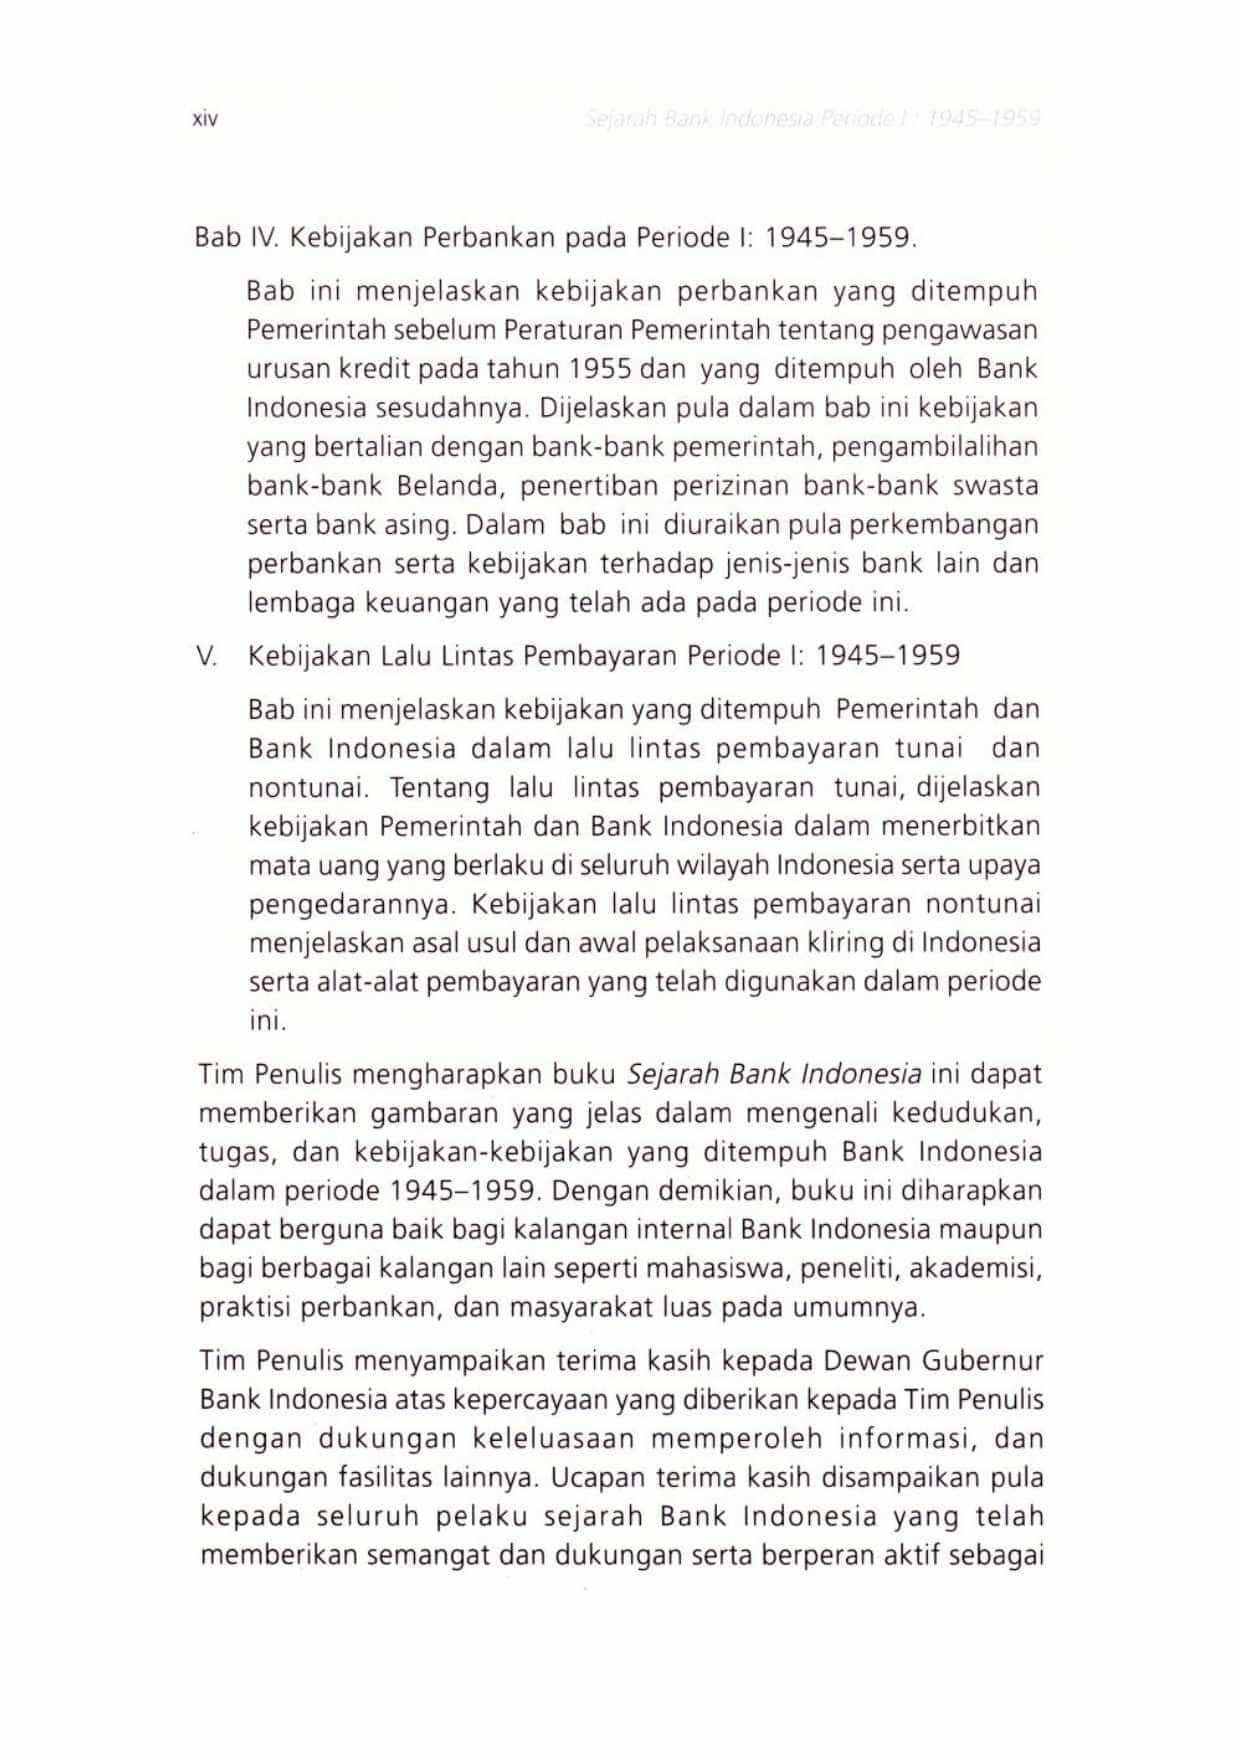 xiv
Sejarah Bank Indonesia Periode I : 1945–1959
Bab IV. Kebijakan Perbankan pada Periode I: 1945–1959.
Bab ini menjelaskan kebijakan perbankan yang ditempuh
Pemerintah sebelum Peraturan Pemerintah tentang pengawasan
urusan kredit pada tahun 1955 dan yang ditempuh oleh Bank
Indonesia sesudahnya. Dijelaskan pula dalam bab ini kebijakan
yang bertalian dengan bank-bank pemerintah, pengambilalihan
bank-bank Belanda, penertiban perizinan bank-bank swasta
serta bank asing. Dalam bab ini diuraikan pula perkembangan
perbankan serta kebijakan terhadap jenis-jenis bank lain dan
lembaga keuangan yang telah ada pada periode ini.
V. Kebijakan Lalu Lintas Pembayaran Periode I: 1945–1959
Bab ini menjelaskan kebijakan yang ditempuh Pemerintah dan
Bank Indonesia dalam lalu lintas pembayaran tunai dan
nontunai. Tentang lalu lintas pembayaran tunai, dijelaskan
kebijakan Pemerintah dan Bank Indonesia dalam menerbitkan
mata uang yang berlaku di seluruh wilayah Indonesia serta upaya
pengedarannya. Kebijakan lalu lintas pembayaran nontunai
menjelaskan asal usul dan awal pelaksanaan kliring di Indonesia
serta alat-alat pembayaran yang telah digunakan dalam periode
ini.
Tim Penulis mengharapkan buku Sejarah Bank Indonesia ini dapat
memberikan gambaran yang jelas dalam mengenali kedudukan,
tugas, dan kebijakan-kebijakan yang ditempuh Bank Indonesia
dalam periode 1945–1959. Dengan demikian, buku ini diharapkan
dapat berguna baik bagi kalangan internal Bank Indonesia maupun
bagi berbagai kalangan lain seperti mahasiswa, peneliti, akademisi,
praktisi perbankan, dan masyarakat luas pada umumnya.
Tim Penulis menyampaikan terima kasih kepada Dewan Gubernur
Bank Indonesia atas kepercayaan yang diberikan kepada Tim Penulis
dengan dukungan keleluasaan memperoleh informasi, dan
dukungan fasilitas lainnya. Ucapan terima kasih disampaikan pula
kepada seluruh pelaku sejarah Bank Indonesia yang telah
memberikan semangat dan dukungan serta berperan aktif sebagai